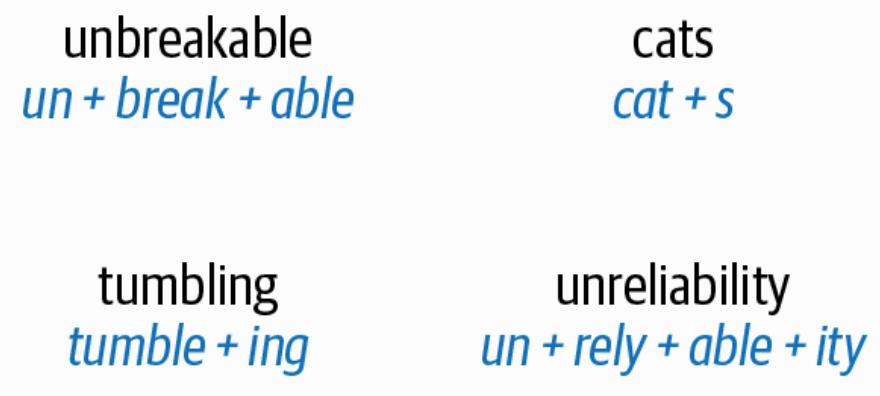 unbreakable
un + break + able
cats
cat + s
tumbling
tumble + ing
unreliability
un + rely + able + ity